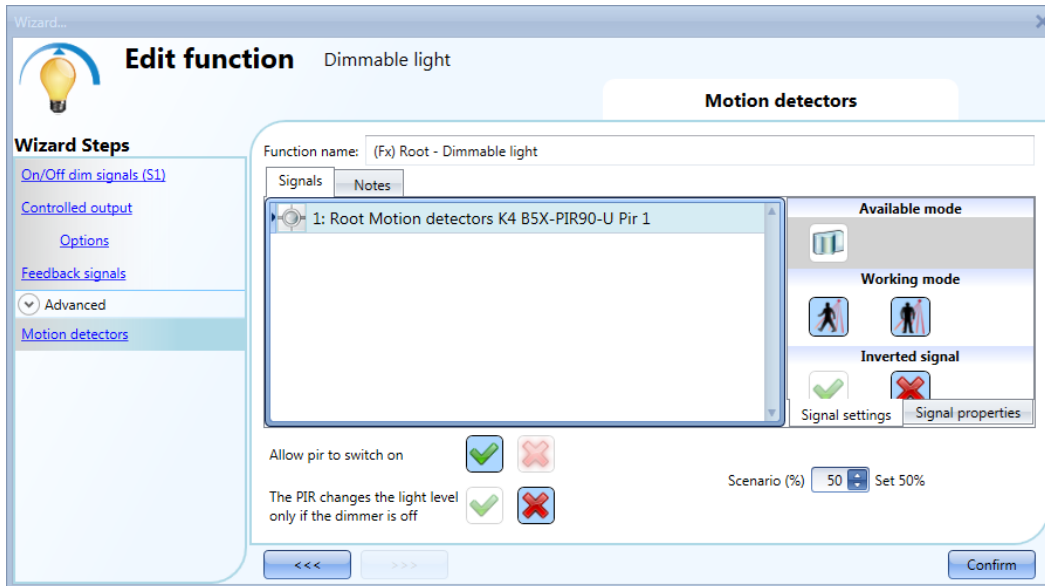 Wizard...
Edit function Dimmable light
Motion detectors
Wizard Steps
On/Off dim signals (S1)
Controlled output
Options
Feedback signals
Advanced
Motion detectors
Function name: (Fx) Root - Dimmable light
Signals Notes
1: Root Motion detectors K4 B5X-PIR90-U Pir 1
Available mode
Working mode
Inverted signal
Signal settings Signal properties
Allow pir to switch on
The PIR changes the light level
only if the dimmer is off
Scenario (%) 50 Set 50%
<<< >>> Confirm